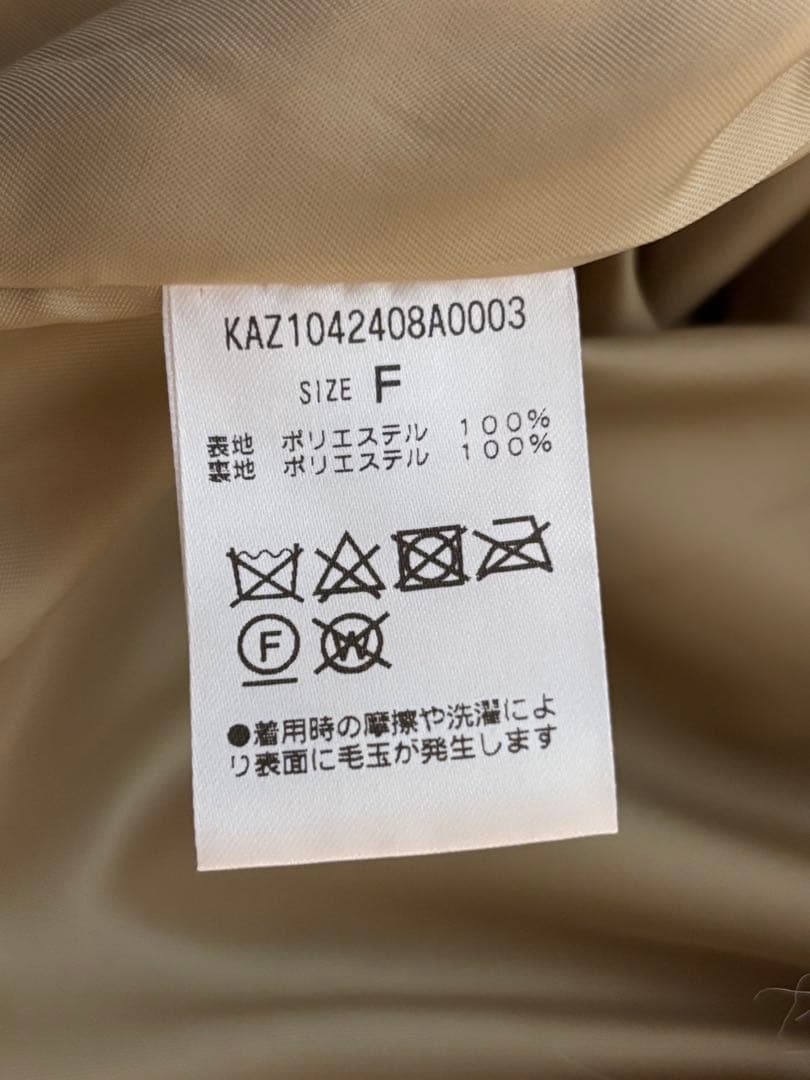 KAZ1042408A0003
SIZE F
表地 ポリエステル 100%
裏地 ポリエステル 100%
F W
●着用時の摩擦や洗濯によ
り表面に毛玉が発生します